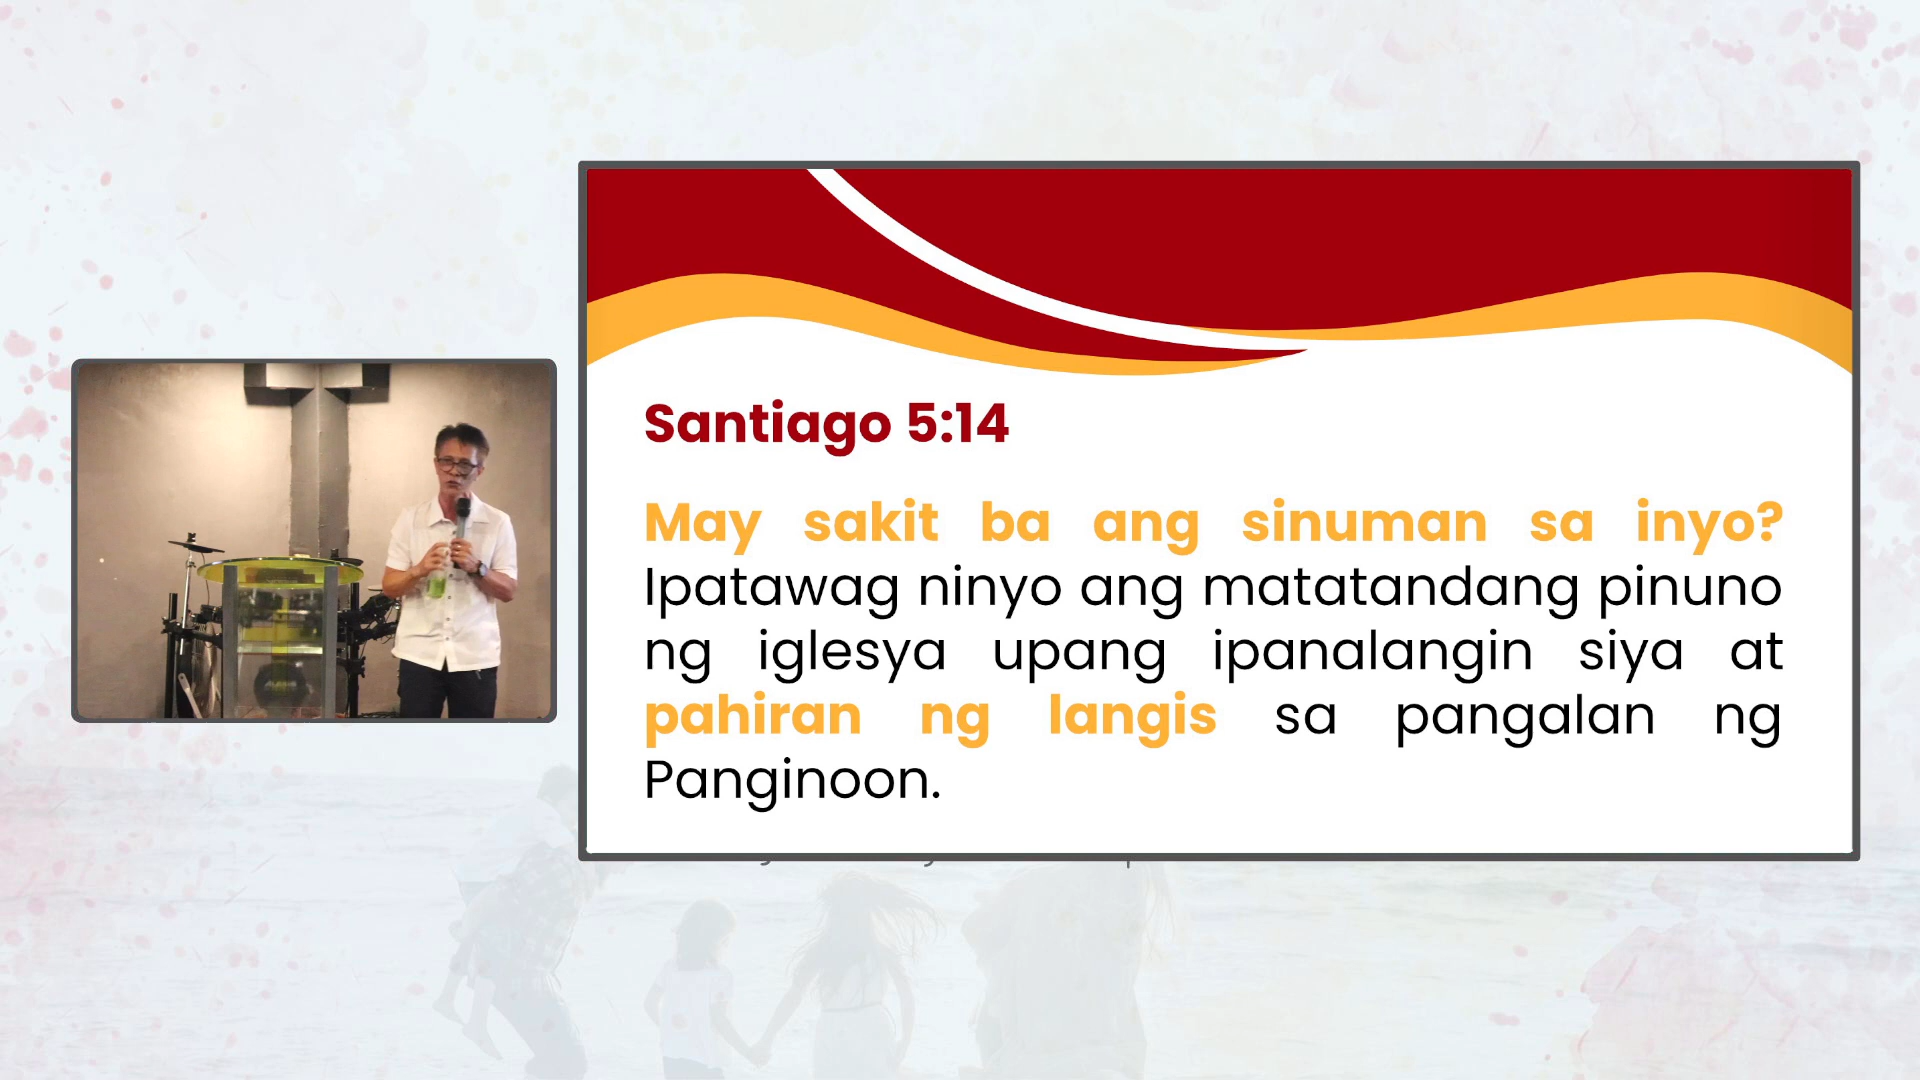 Santiago 5:14
May sakit ba ang sinuman sa inyo?
Ipatawag ninyo ang matatandang pinuno
ng iglesya upang ipanalangin siya at
pahiran ng langis sa pangalan ng
Panginoon.